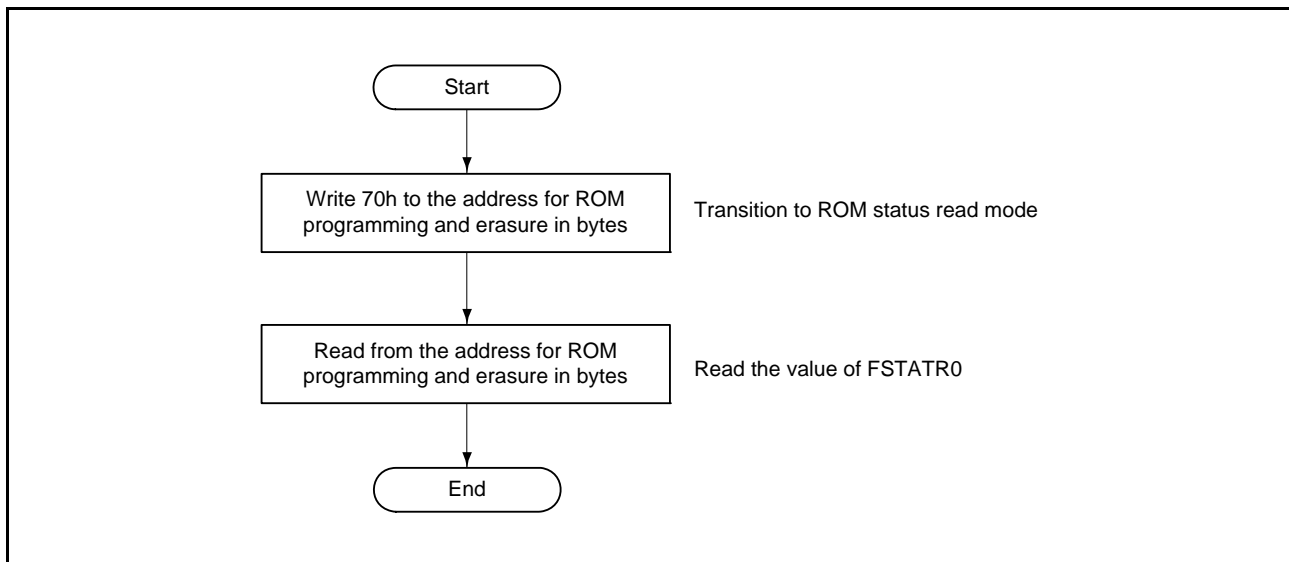 Start
Write 70h to the address for ROM
programming and erasure in bytes
Transition to ROM status read mode
Read from the address for ROM
programming and erasure in bytes
Read the value of FSTATR0
End